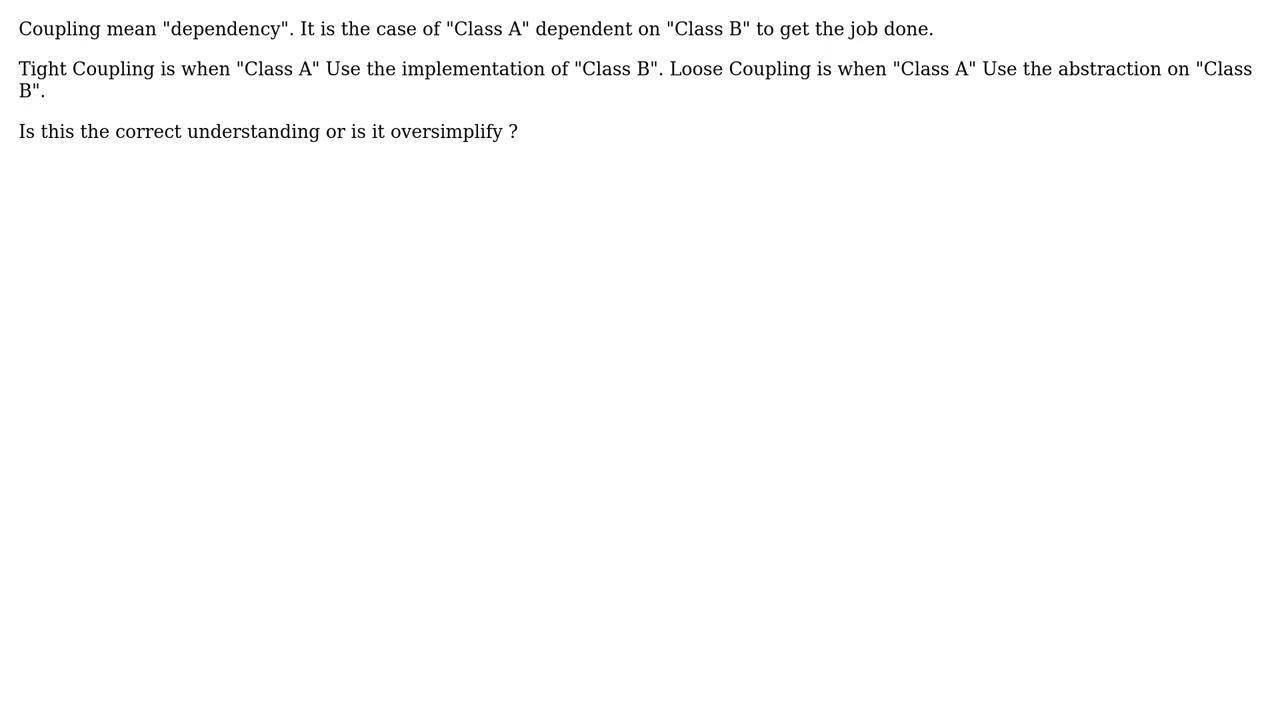 Coupling mean "dependency". It is the case of "Class A" dependent on "Class B" to get the job done.
Tight Coupling is when "Class A" Use the implementation of "Class B". Loose Coupling is when "Class A" Use the abstraction on "Class
B".
Is this the correct understanding or is it oversimplify ?